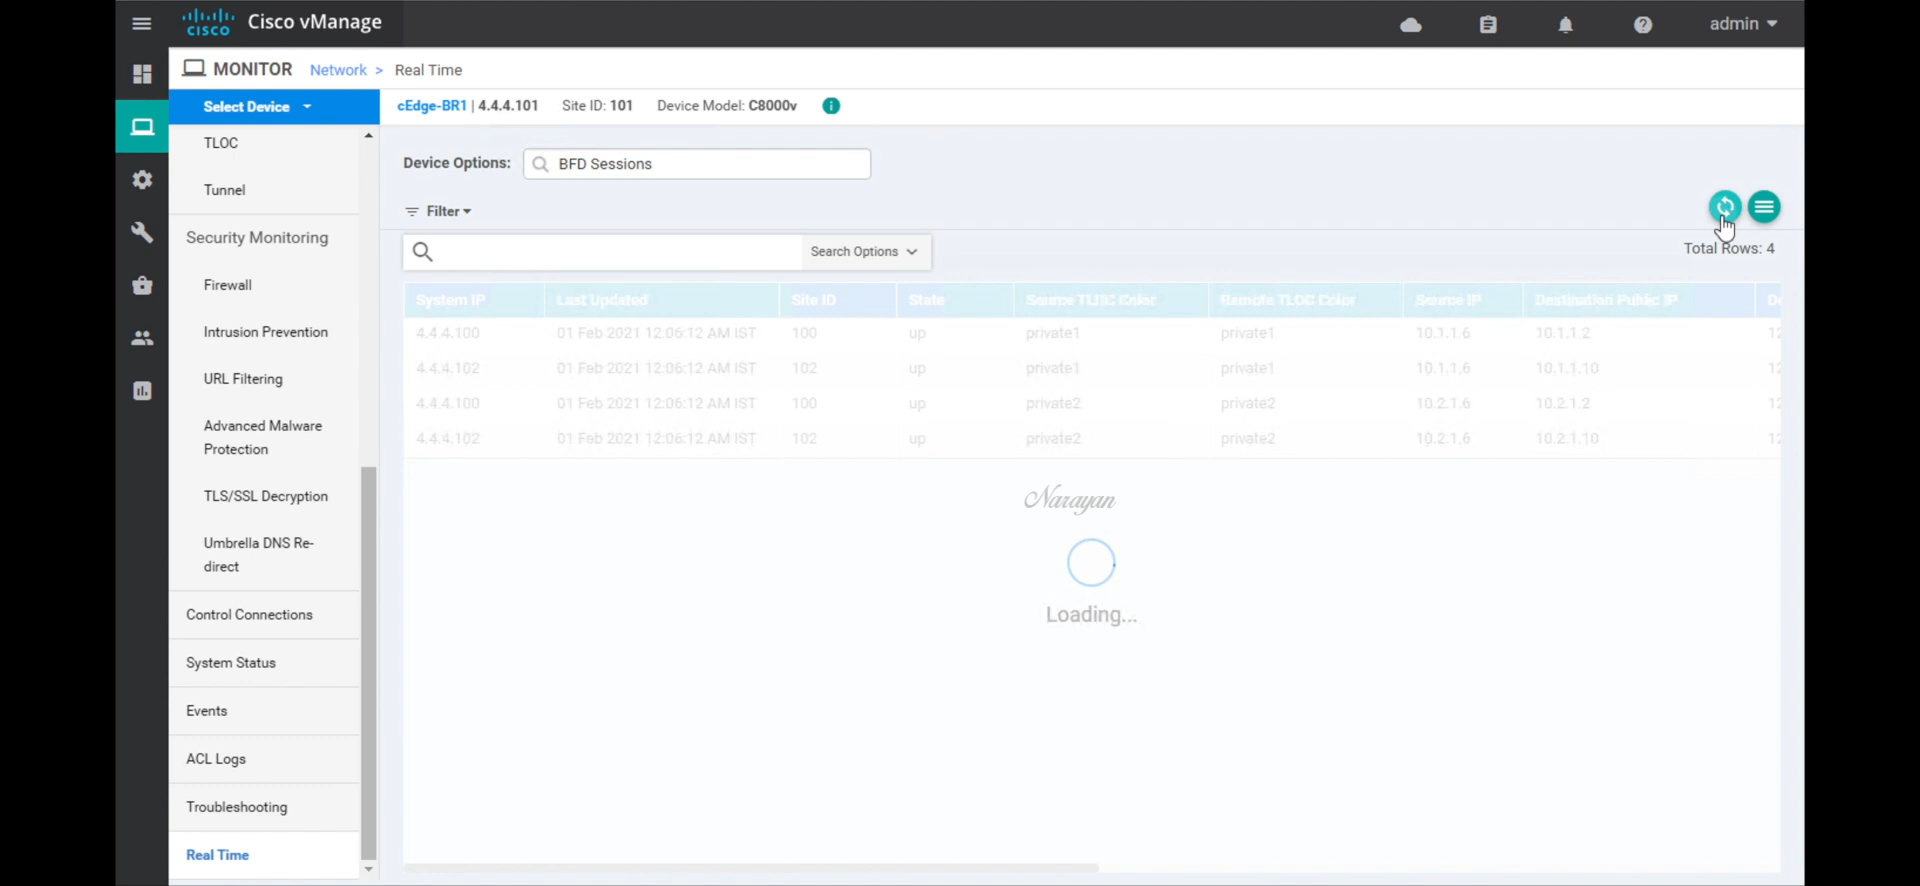 cisco Cisco vManage
admin
MONITOR Network > Real Time
Select Device
cEdge-BR1 | 4.4.4.101 Site ID: 101 Device Model: C8000v
TLOC
Tunnel
Security Monitoring
Firewall
Intrusion Prevention
URL Filtering
Advanced Malware
Protection
TLS/SSL Decryption
Umbrella DNS Re-
direct
Control Connections
System Status
Events
ACL Logs
Troubleshooting
Real Time
Device Options: BFD Sessions
Filter
Search Options
Total Rows: 4
System IP Last Updated Site ID State Source TLOC Color Remote TLOC Color Source IP Destination Public IP
4.4.4.100 01 Feb 2021 12:06:12 AM IST 100 up private1 private1 10.1.1.6 10.1.1.2
4.4.4.102 01 Feb 2021 12:06:12 AM IST 102 up private1 private1 10.1.1.6 10.1.1.10
4.4.4.100 01 Feb 2021 12:06:12 AM IST 100 up private2 private2 10.2.1.6 10.2.1.2
4.4.4.102 01 Feb 2021 12:06:12 AM IST 102 up private2 private2 10.2.1.6 10.2.1.10
Narayan
Loading...